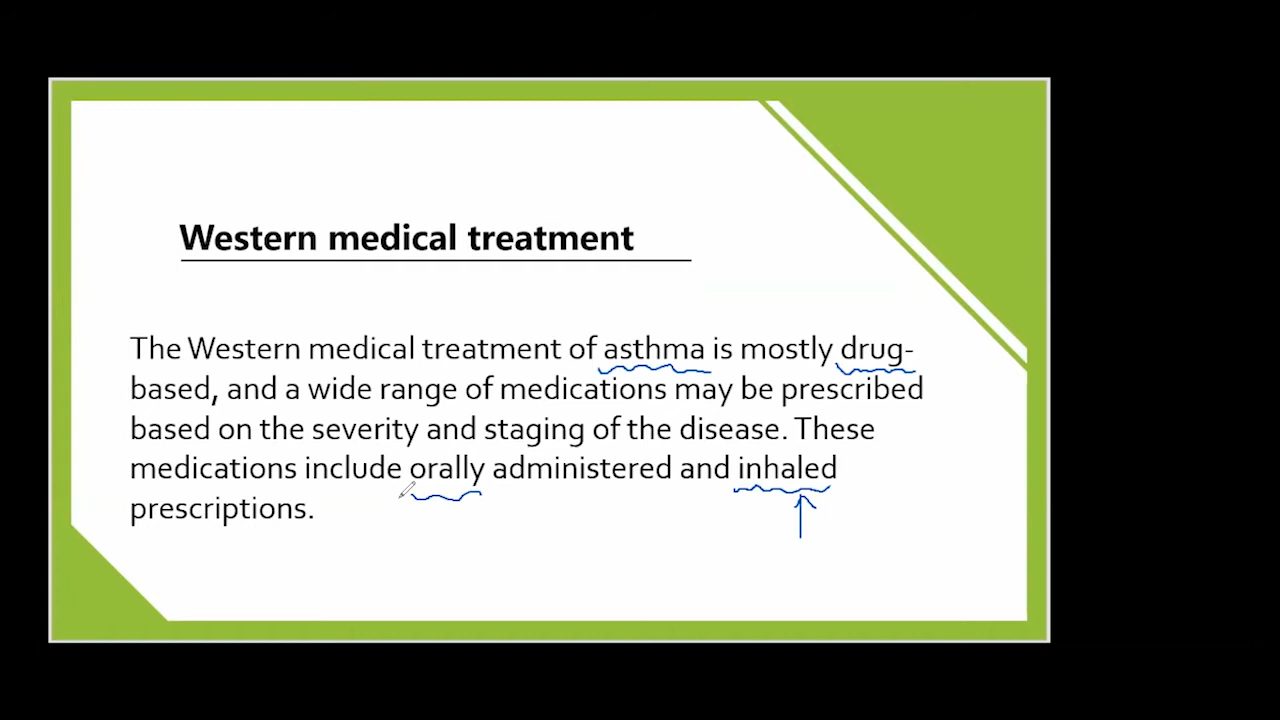 Western medical treatment
The Western medical treatment of asthma is mostly drug-
based, and a wide range of medications may be prescribed
based on the severity and staging of the disease. These
medications include orally administered and inhaled
prescriptions.